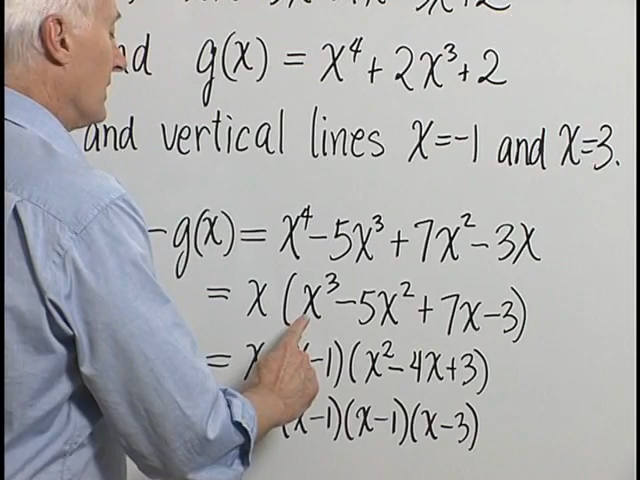 g(x) = x⁴ + 2x³ + 2
and vertical lines x=-1 and x=3.
-g(x) = x⁴ - 5x³ + 7x² - 3x
= x (x³ - 5x² + 7x - 3)
= x -1)(x² - 4x + 3)
(x-1)(x-1)(x-3)